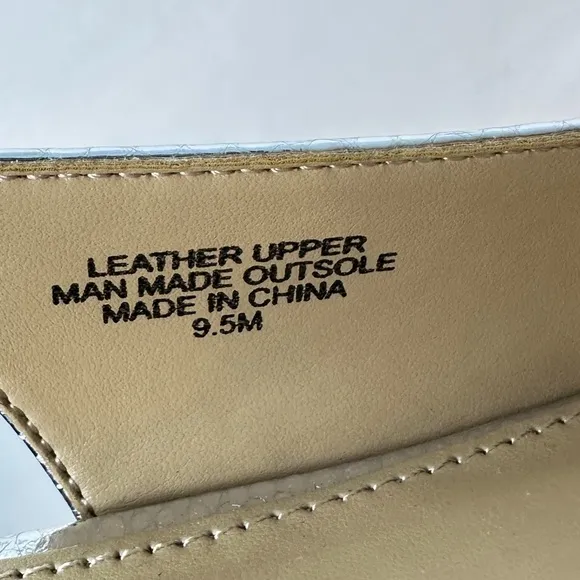 LEATHER UPPER
MAN MADE OUTSOLE
MADE IN CHINA
9.5M